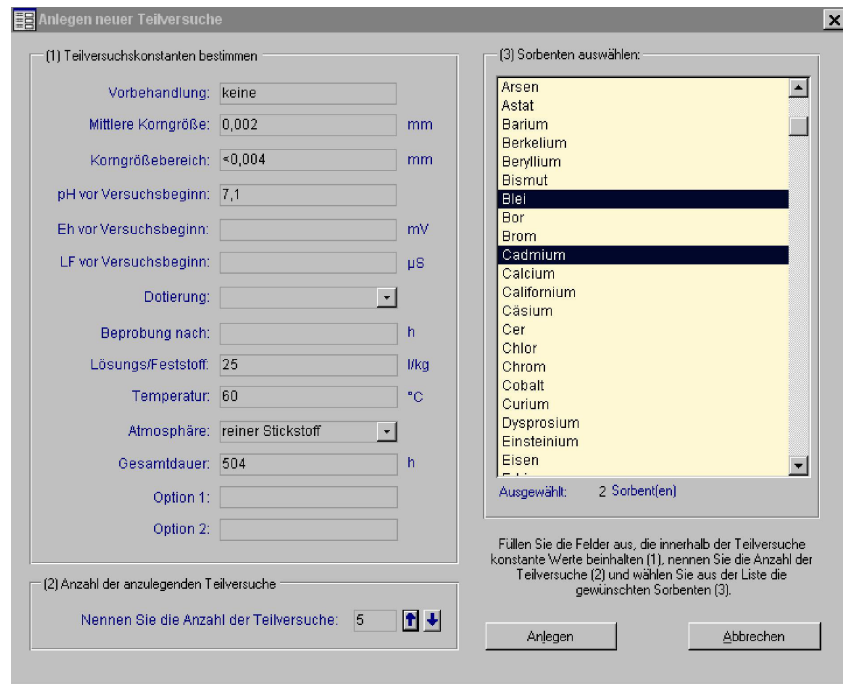 Anlegen neuer Teilversuche
(1) Teilversuchskonstanten bestimmen
Vorbehandlung: keine
Mittlere Korngröße: 0,002 mm
Korngrößebereich: <0,004 mm
pH vor Versuchsbeginn: 7,1
Eh vor Versuchsbeginn: mV
LF vor Versuchsbeginn: µS
Dotierung:
Beprobung nach: h
Lösungs/Feststoff: 25 l/kg
Temperatur: 60 °C
Atmosphäre: reiner Stickstoff
Gesamtdauer: 504 h
Option 1:
Option 2:
(2) Anzahl der anzulegenden Teilversuche
Nennen Sie die Anzahl der Teilversuche: 5
(3) Sorbenten auswählen:
Arsen
Astat
Barium
Berkelium
Beryllium
Bismut
Blei
Bor
Brom
Cadmium
Calcium
Californium
Cäsium
Cer
Chlor
Chrom
Cobalt
Curium
Dysprosium
Einsteinium
Eisen
Ausgewählt: 2 Sorbent(en)
Füllen Sie die Felder aus, die innerhalb der Teilversuche
konstante Werte beinhalten (1), nennen Sie die Anzahl der
Teilversuche (2) und wählen Sie aus der Liste die
gewünschten Sorbenten (3).
Anlegen
Abbrechen